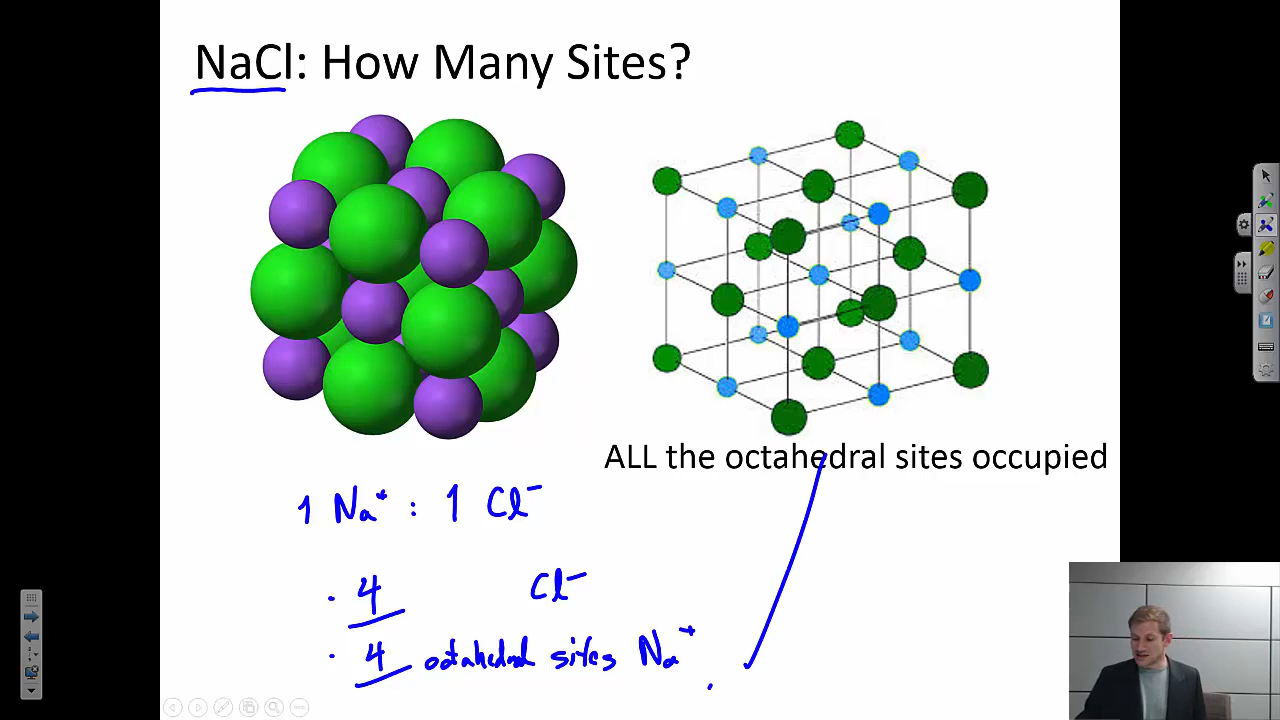 NaCl: How Many Sites?
ALL the octahedral sites occupied
1 Na+ : 1 Cl−
· 4 Cl−
· 4 octahedral sites Na+